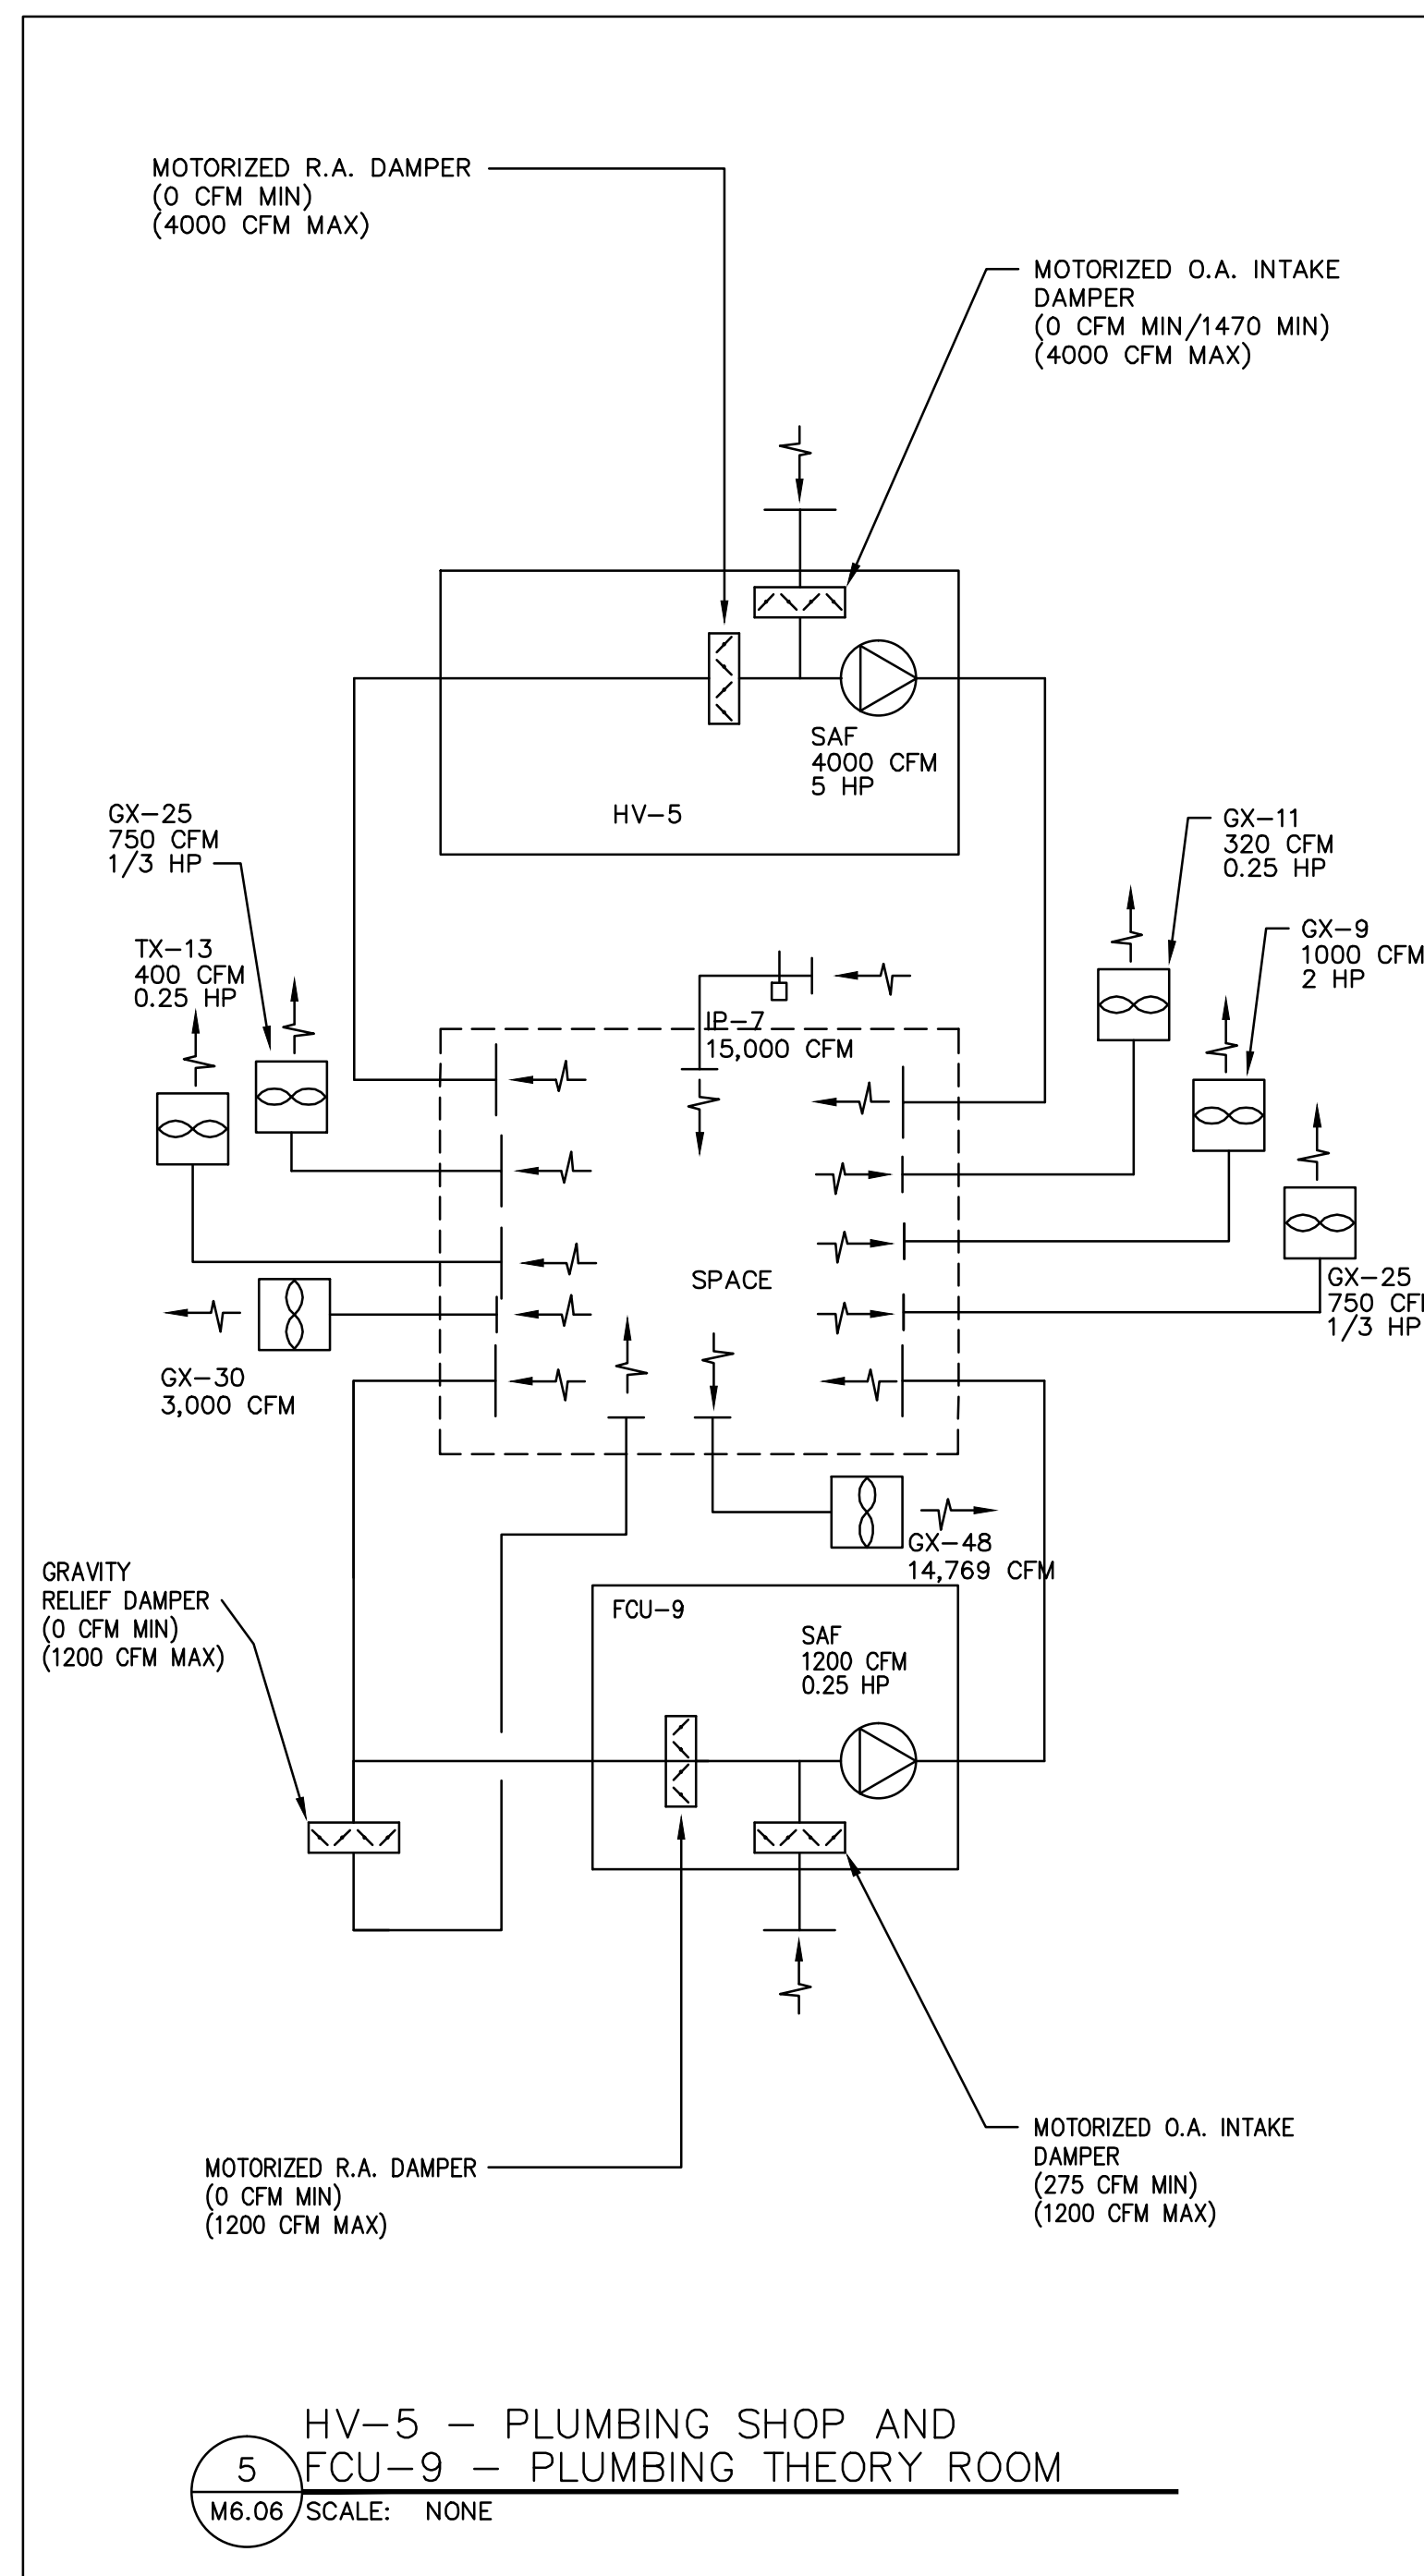 MOTORIZED R.A. DAMPER
(0 CFM MIN)
(4000 CFM MAX)
MOTORIZED O.A. INTAKE
DAMPER
(0 CFM MIN/1470 MIN)
(4000 CFM MAX)
SAF
4000 CFM
5 HP
HV-5
GX-25
750 CFM
1/3 HP
GX-11
320 CFM
0.25 HP
TX-13
400 CFM
0.25 HP
GX-9
1000 CFM
2 HP
IP-7
15,000 CFM
SPACE
GX-25
750 CF
1/3 HP
GX-30
3,000 CFM
GX-48
14,769 CFM
GRAVITY
RELIEF DAMPER
(0 CFM MIN)
(1200 CFM MAX)
FCU-9
SAF
1200 CFM
0.25 HP
MOTORIZED R.A. DAMPER
(0 CFM MIN)
(1200 CFM MAX)
MOTORIZED O.A. INTAKE
DAMPER
(275 CFM MIN)
(1200 CFM MAX)
HV-5 - PLUMBING SHOP AND
FCU-9 - PLUMBING THEORY ROOM
5
M6.06
SCALE: NONE